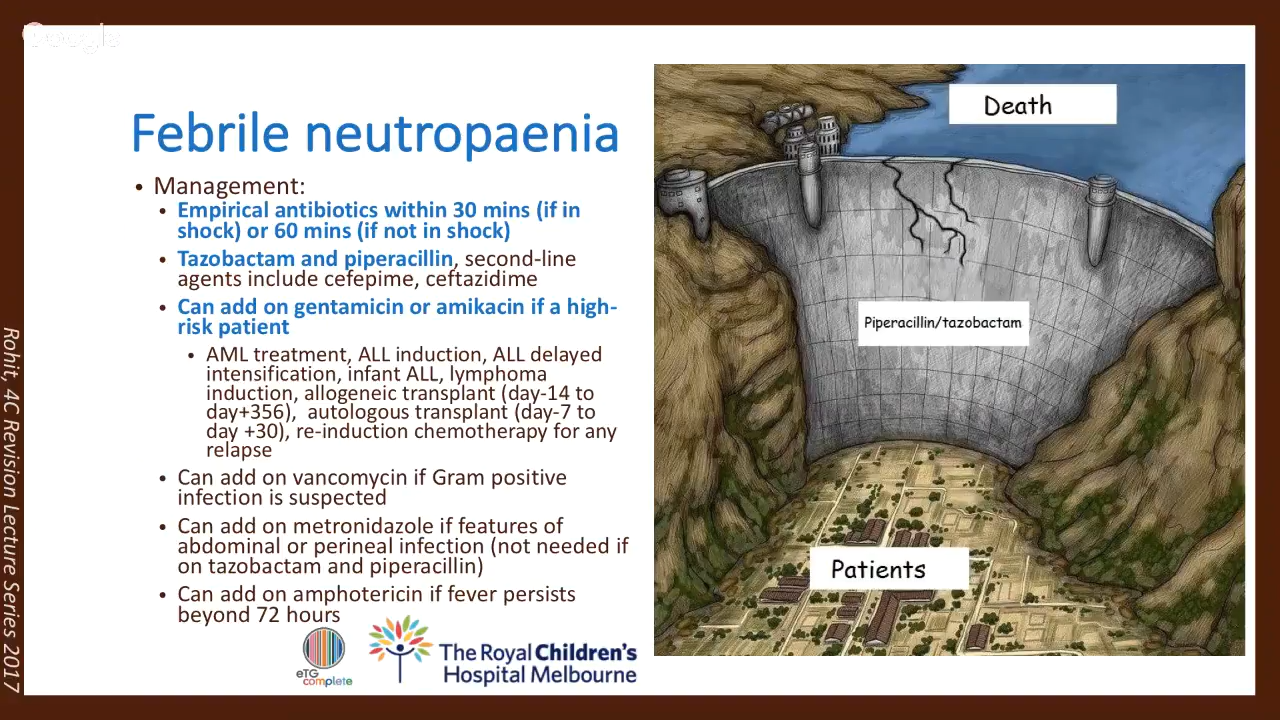 Google
Febrile neutropaenia
• Management:
• Empirical antibiotics within 30 mins (if in
shock) or 60 mins (if not in shock)
• Tazobactam and piperacillin, second-line
agents include cefepime, ceftazidime
• Can add on gentamicin or amikacin if a high-
risk patient
• AML treatment, ALL induction, ALL delayed
intensification, infant ALL, lymphoma
induction, allogeneic transplant (day-14 to
day+356), autologous transplant (day-7 to
day +30), re-induction chemotherapy for any
relapse
• Can add on vancomycin if Gram positive
infection is suspected
• Can add on metronidazole if features of
abdominal or perineal infection (not needed if
on tazobactam and piperacillin)
• Can add on amphotericin if fever persists
beyond 72 hours
eTG
complete
The Royal Children's
Hospital Melbourne
Death
Piperacillin/tazobactam
Patients
Rohit, 4C Revision Lecture Series 2017